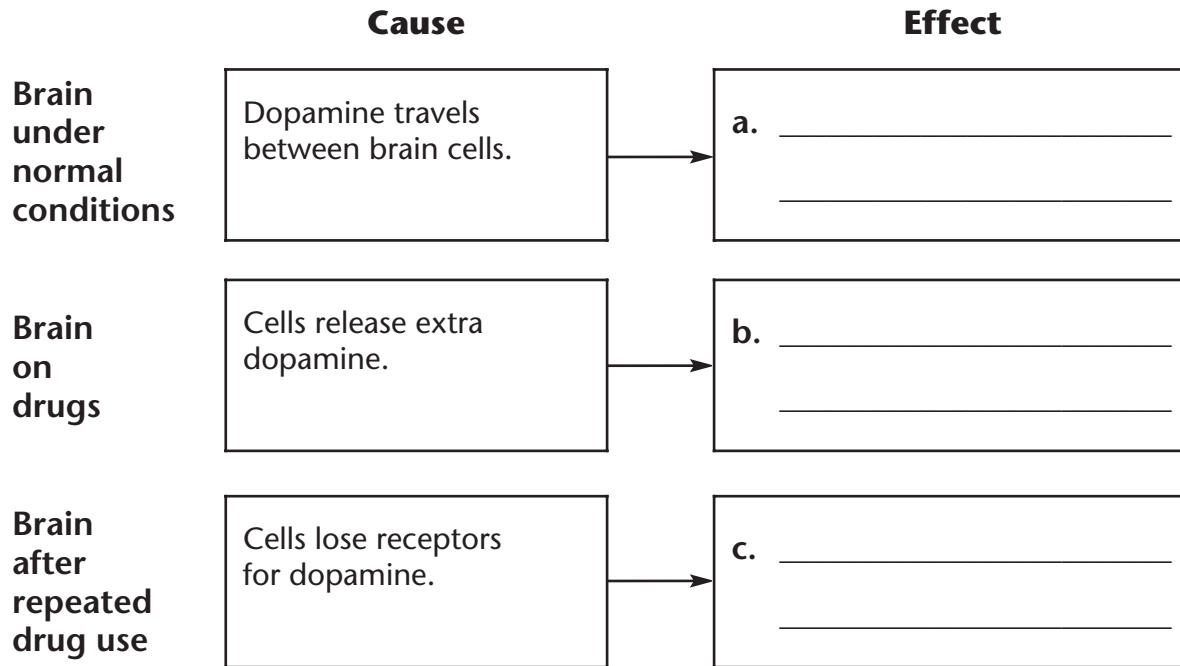 Cause
Effect
Brain
under
normal
conditions
Dopamine travels
between brain cells.
a.
Brain
on
drugs
Cells release extra
dopamine.
b.
Brain
after
repeated
drug use
Cells lose receptors
for dopamine.
c.